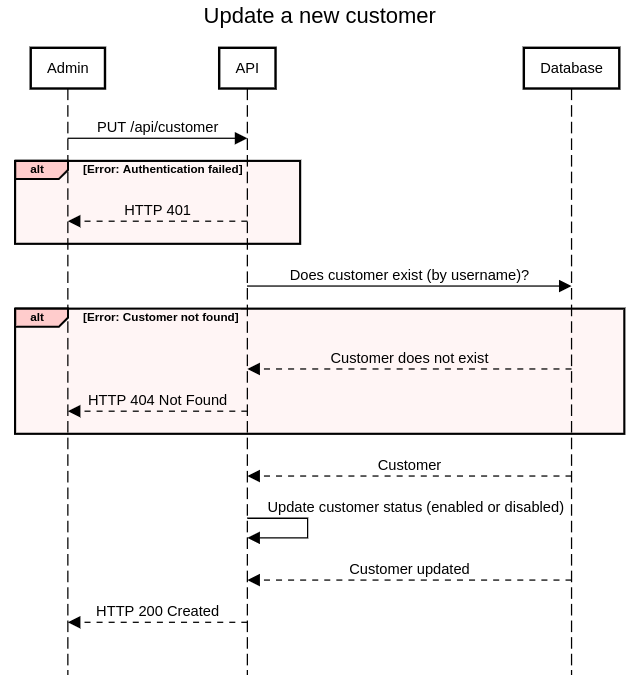 Update a new customer
Admin
API
Database
PUT /api/customer
alt
[Error: Authentication failed]
HTTP 401
Does customer exist (by username)?
alt
[Error: Customer not found]
Customer does not exist
HTTP 404 Not Found
Customer
Update customer status (enabled or disabled)
Customer updated
HTTP 200 Created